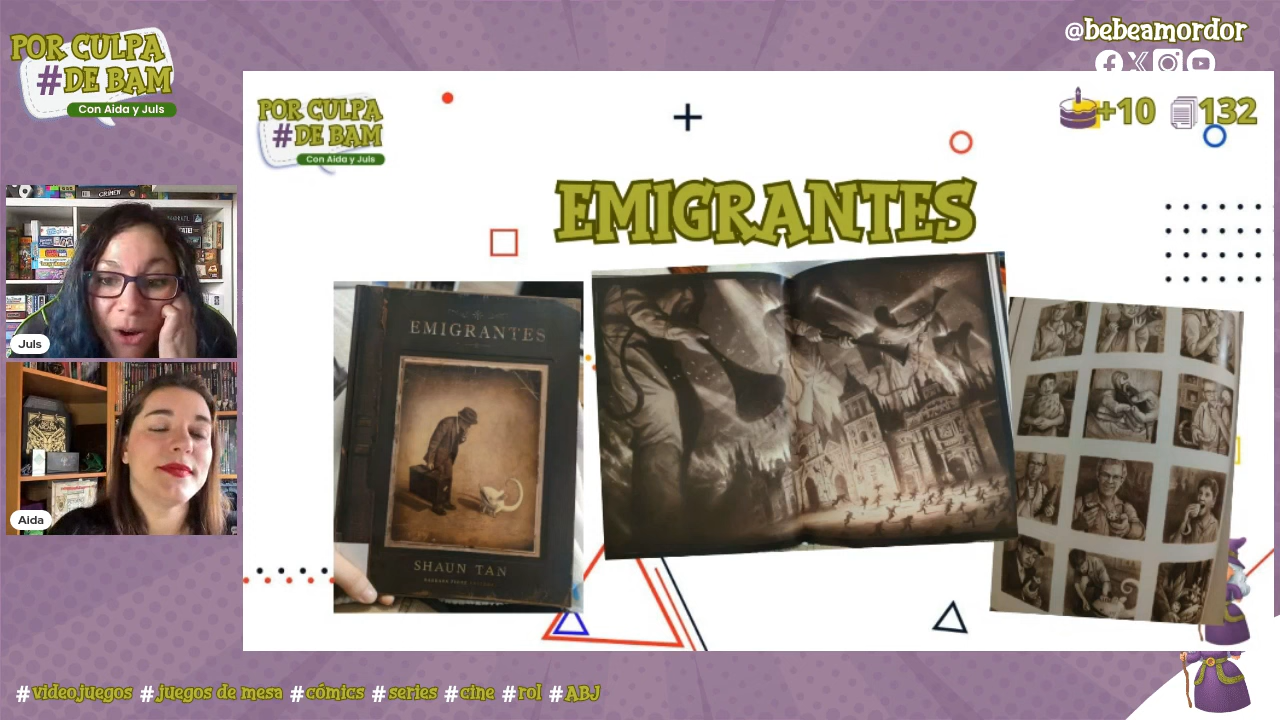 POR CULPA
#DE BAM
Con Aida y Juls
@bebeamordor
POR CULPA
#DE BAM
Con Aida y Juls
+10
132
EMIGRANTES
EMIGRANTES
SHAUN TAN
CRIMEN
Juls
Aida
#videojuegos #juegos de mesa #cómics #series #cine #rol #ABJ